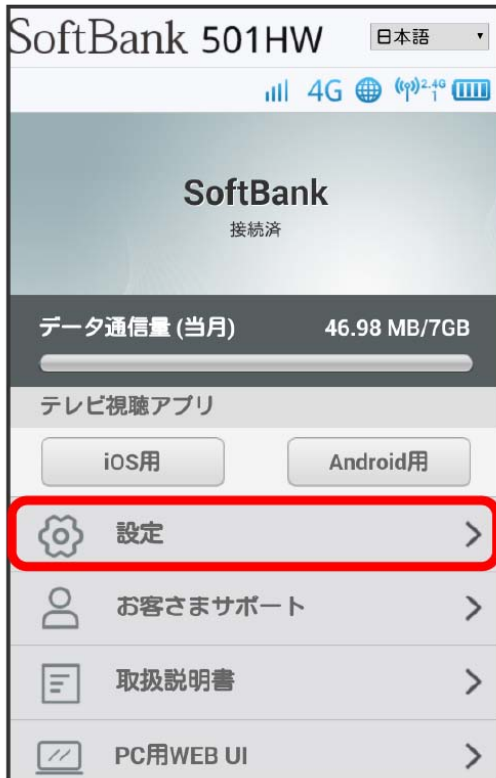 SoftBank 501HW 日本語
4G 2.4G 1
SoftBank
接続済
データ通信量 (当月) 46.98 MB/7GB
テレビ視聴アプリ
iOS用 Android用
設定
お客さまサポート
取扱説明書
PC用WEB UI